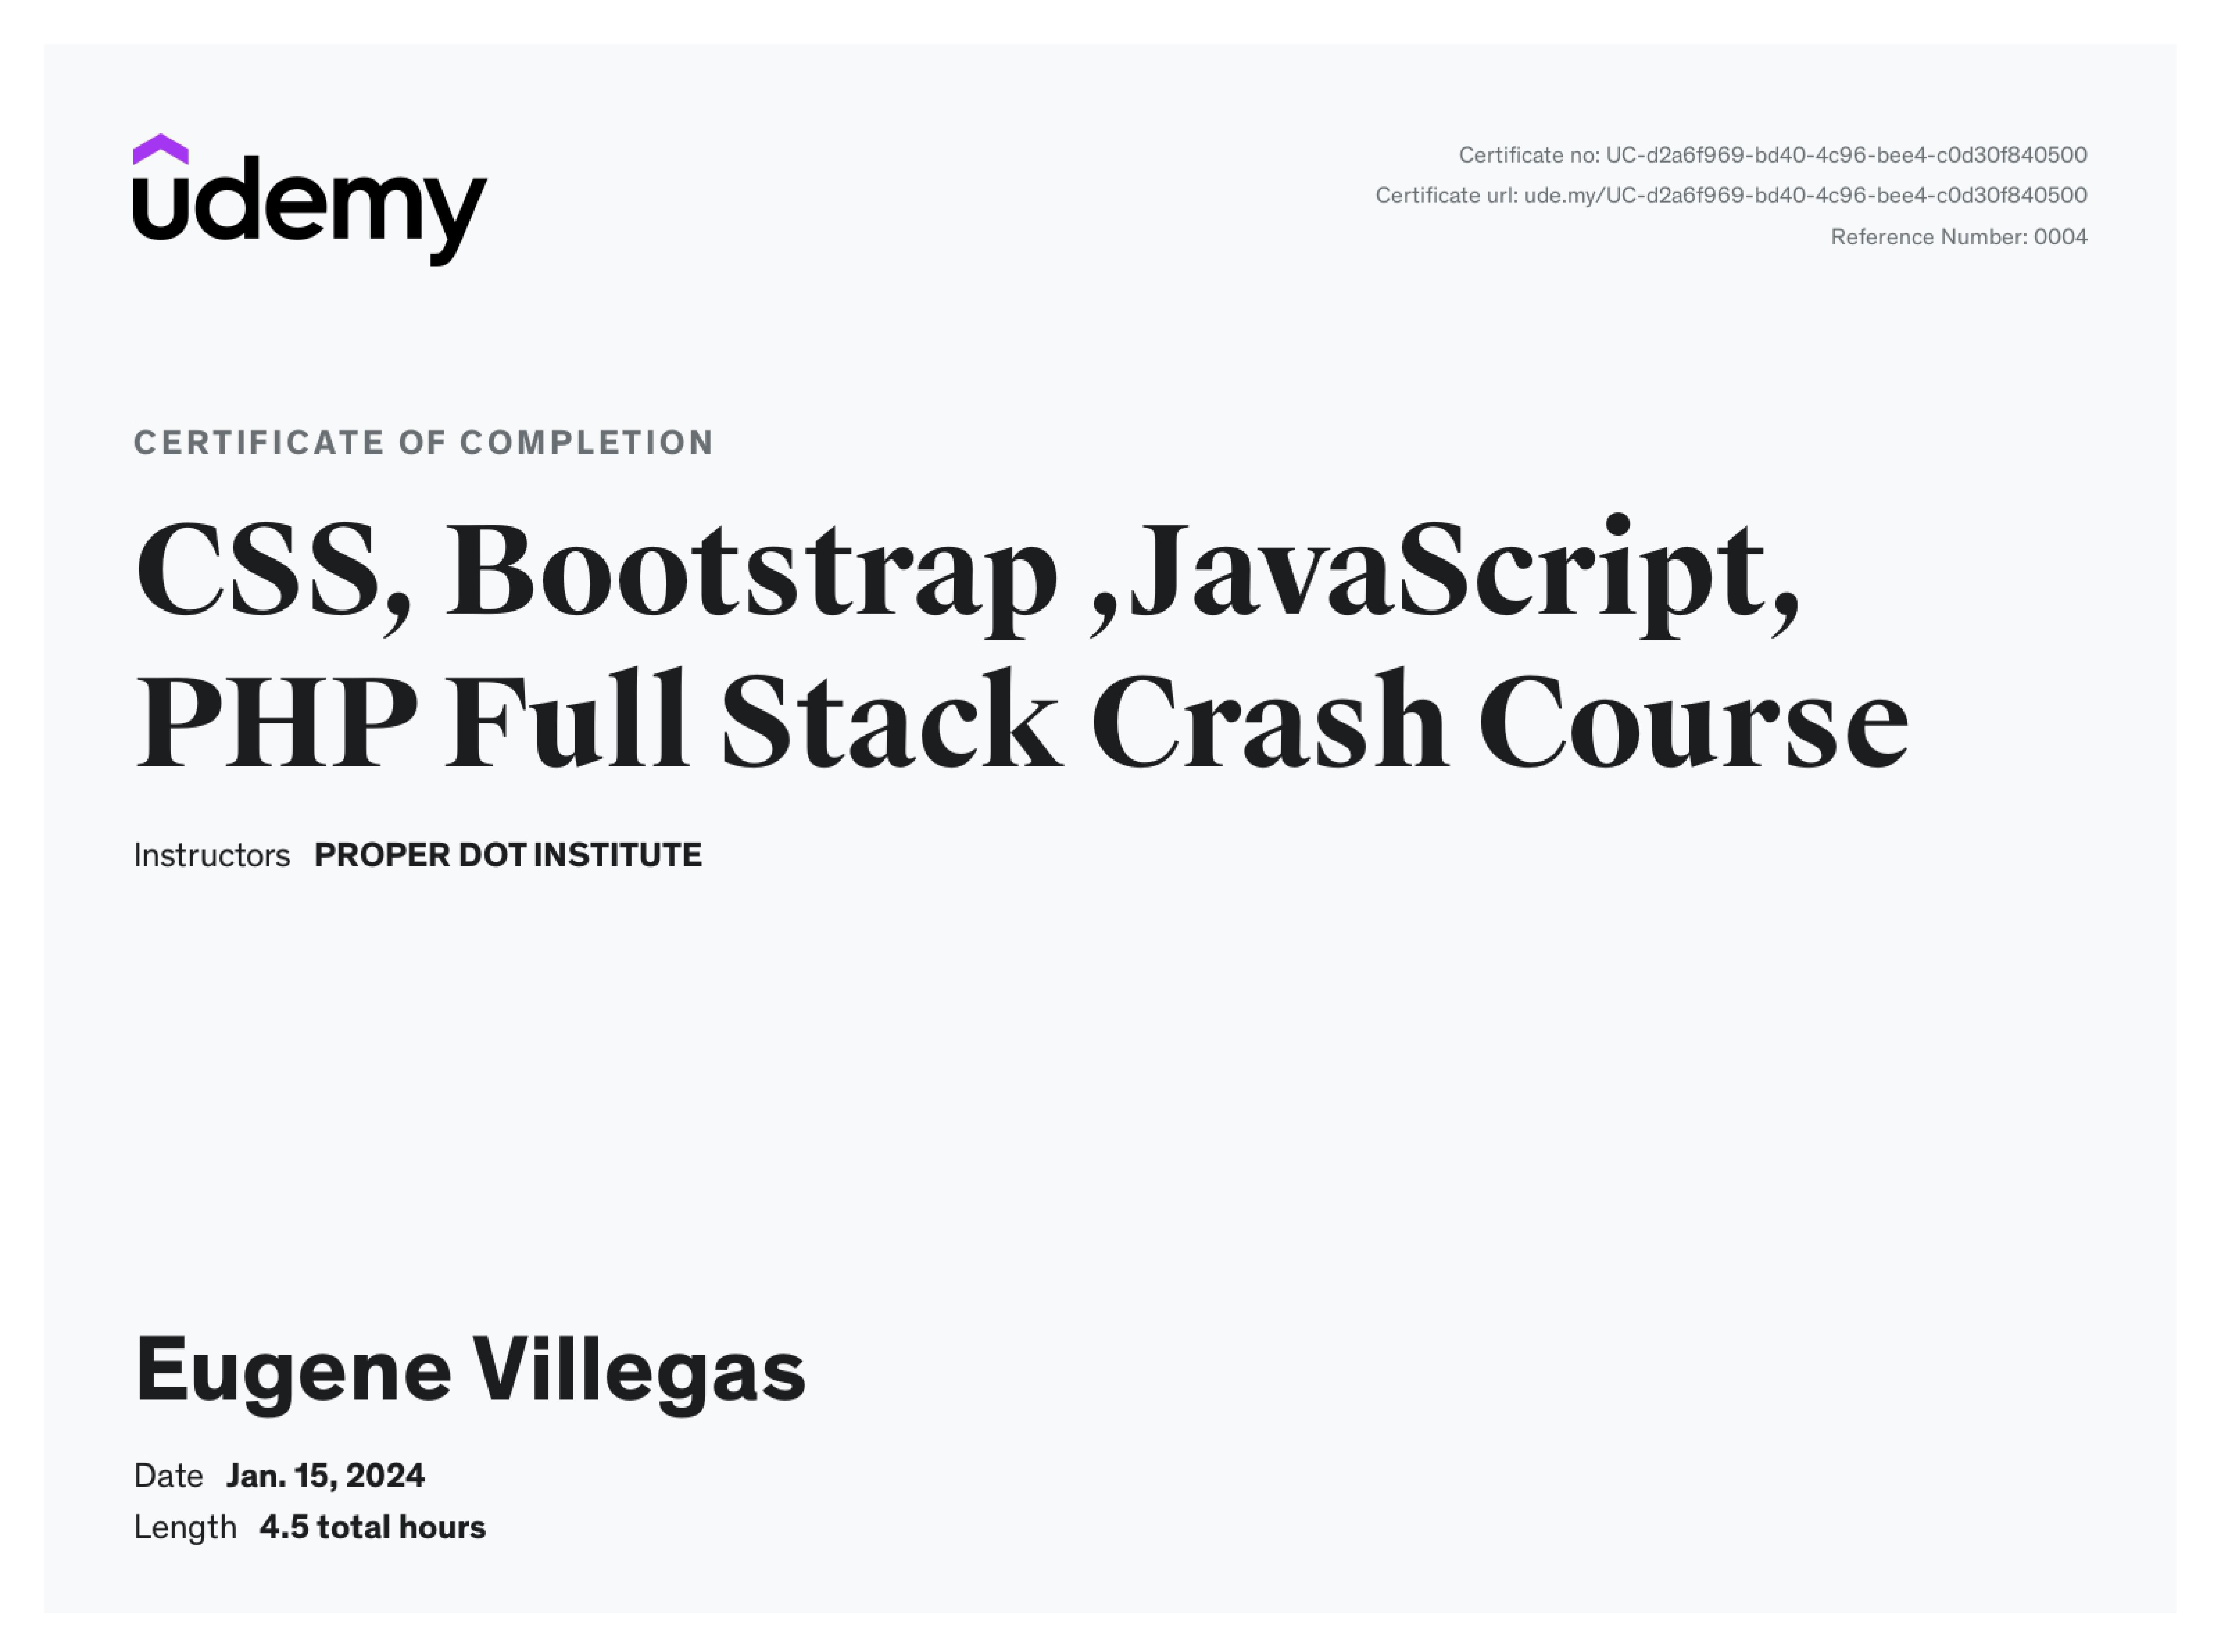 udemy
Certificate no: UC-d2a6f969-bd40-4c96-bee4-c0d30f840500
Certificate url: ude.my/UC-d2a6f969-bd40-4c96-bee4-c0d30f840500
Reference Number: 0004
CERTIFICATE OF COMPLETION
CSS, Bootstrap ,JavaScript,
PHP Full Stack Crash Course
Instructors PROPER DOT INSTITUTE
Eugene Villegas
Date Jan. 15, 2024
Length 4.5 total hours